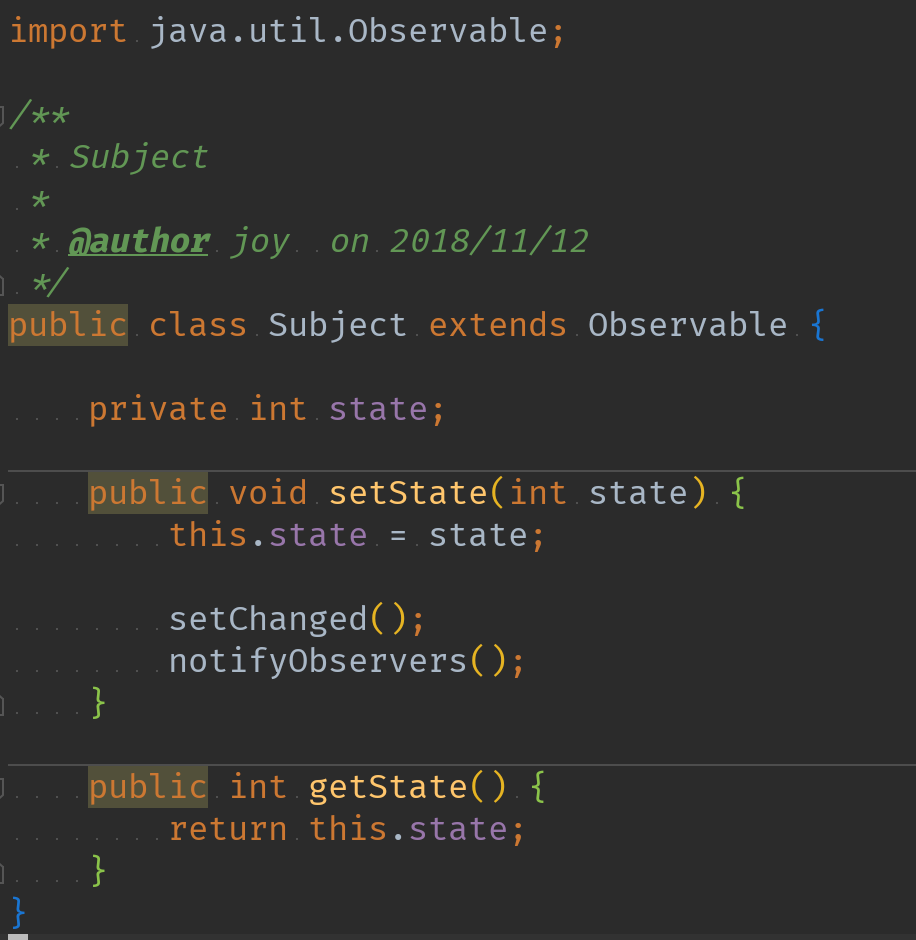 import java.util.Observable;
/**
 * Subject
 *
 * @author joy  on 2018/11/12
 */
public class Subject extends Observable {
    private int state;
    public void setState(int state) {
        this.state = state;
        setChanged();
        notifyObservers();
    }
    public int getState() {
        return this.state;
    }
}